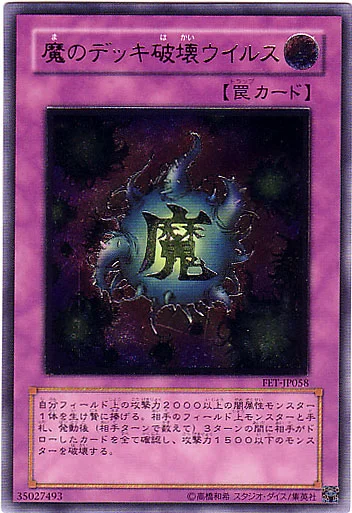 魔のデッキ破壊ウイルス
【罠カード】
魔
FET-JP058
自分フィールド上の攻撃力2000以上の闇属性モンスター
1体を生け贄に捧げる。相手のフィールド上モンスターと手
札、発動後(相手ターンで数えて)3ターンの間に相手がド
ローしたカードを全て確認し、攻撃力1500以下のモンス
ターを破壊する。
35027493
©高橋和希 スタジオ・ダイス/集英社